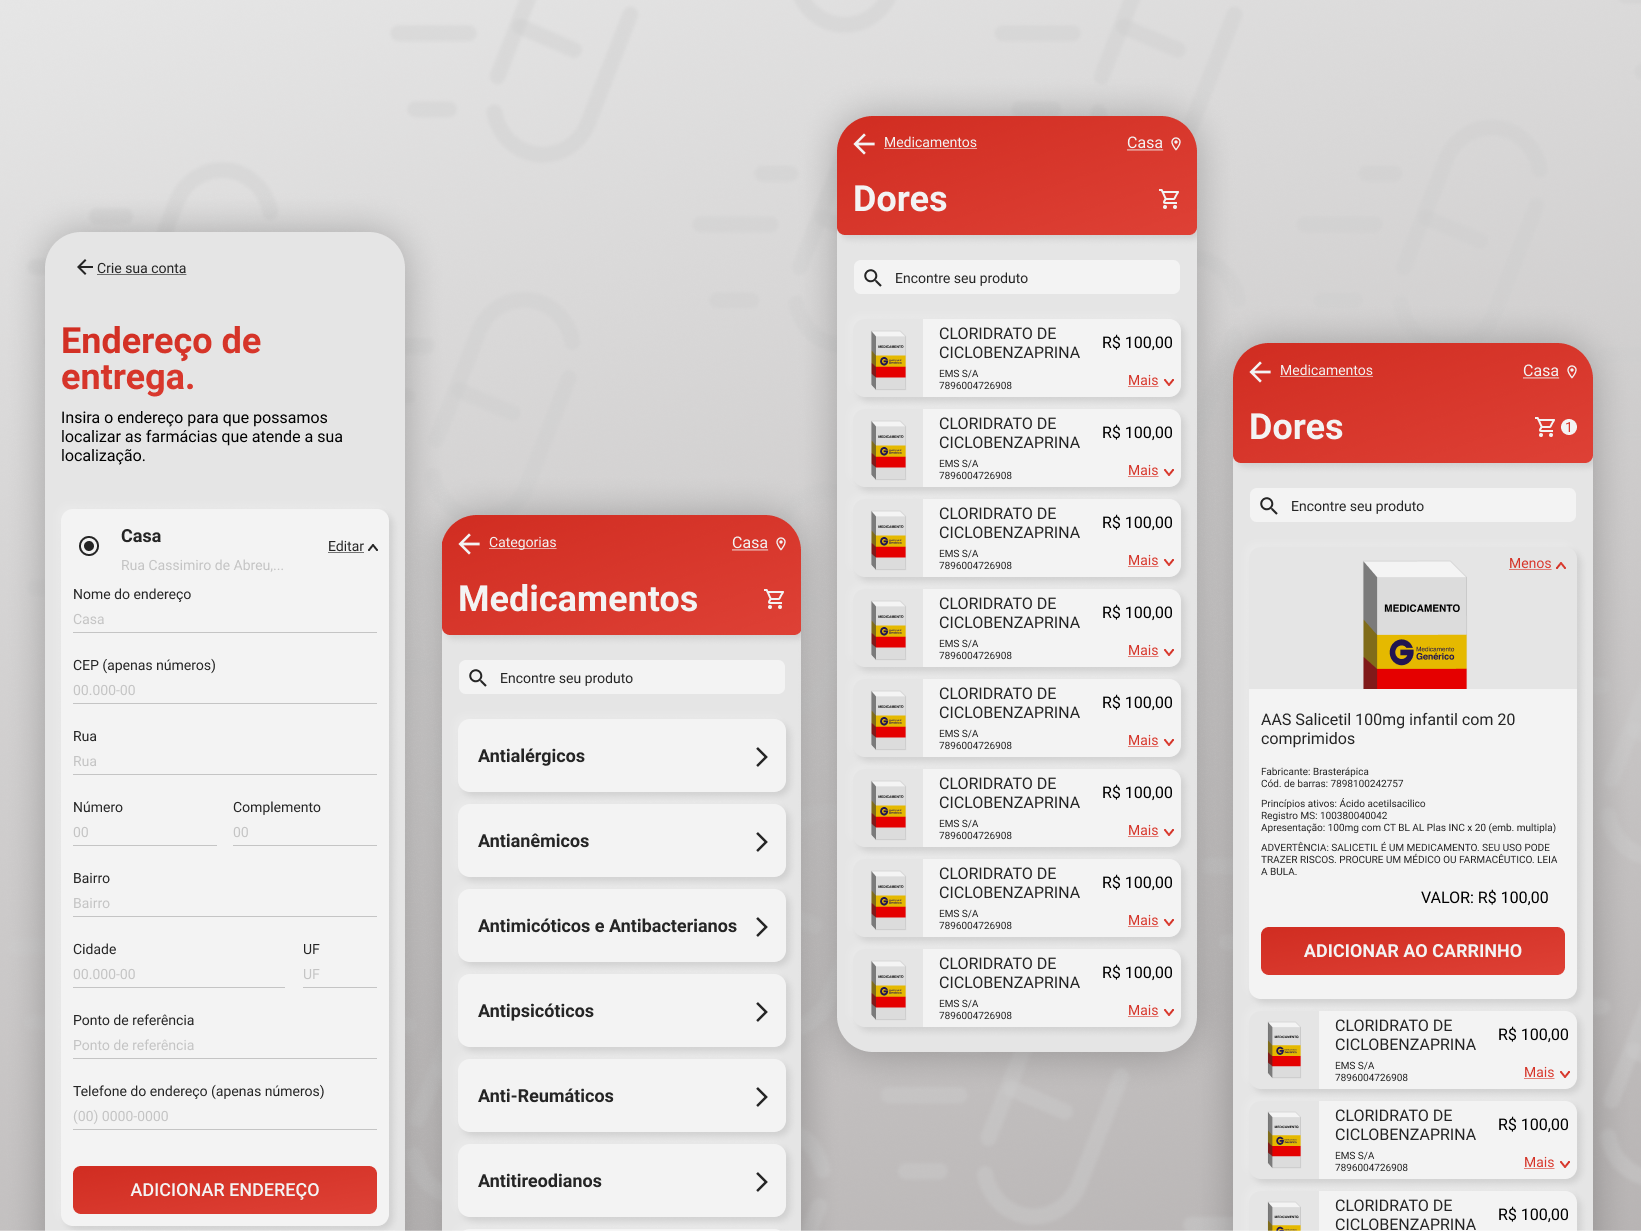 Crie sua conta
Endereço de
entrega.
Insira o endereço para que possamos
localizar as farmácias que atende a sua
localização.
Casa
Editar
Rua Cassimiro de Abreu,...
Nome do endereço
Casa
CEP (apenas números)
00.000-00
Rua
Rua
Número
Complemento
00
00
Bairro
Bairro
Cidade
UF
00.000-00
UF
Ponto de referência
Ponto de referência
Telefone do endereço (apenas números)
(00) 0000-0000
ADICIONAR ENDEREÇO
Categorias
Casa
Medicamentos
Encontre seu produto
Antialérgicos
Antianêmicos
Antimicóticos e Antibacterianos
Antipsicóticos
Anti-Reumáticos
Antitireodianos
Medicamentos
Casa
Dores
Encontre seu produto
CLORIDRATO DE
CICLOBENZAPRINA
R$ 100,00
EMS S/A
7896004726908
Mais
CLORIDRATO DE
CICLOBENZAPRINA
R$ 100,00
EMS S/A
7896004726908
Mais
CLORIDRATO DE
CICLOBENZAPRINA
R$ 100,00
EMS S/A
7896004726908
Mais
CLORIDRATO DE
CICLOBENZAPRINA
R$ 100,00
EMS S/A
7896004726908
Mais
CLORIDRATO DE
CICLOBENZAPRINA
R$ 100,00
EMS S/A
7896004726908
Mais
CLORIDRATO DE
CICLOBENZAPRINA
R$ 100,00
EMS S/A
7896004726908
Mais
CLORIDRATO DE
CICLOBENZAPRINA
R$ 100,00
EMS S/A
7896004726908
Mais
CLORIDRATO DE
CICLOBENZAPRINA
R$ 100,00
EMS S/A
7896004726908
Mais
Medicamentos
Casa
Dores
1
Encontre seu produto
Menos
MEDICAMENTO
G
Medicamento
Genérico
AAS Salicetil 100mg infantil com 20
comprimidos
Fabricante: Brasterápica
Cód. de barras: 7898100242757
Princípios ativos: Ácido acetilsacilico
Registro MS: 100380040042
Apresentação: 100mg com CT BL AL Plas INC x 20 (emb. multipla)
ADVERTÊNCIA: SALICETIL É UM MEDICAMENTO. SEU USO PODE
TRAZER RISCOS. PROCURE UM MÉDICO OU FARMACÊUTICO. LEIA
A BULA.
VALOR: R$ 100,00
ADICIONAR AO CARRINHO
CLORIDRATO DE
CICLOBENZAPRINA
R$ 100,00
EMS S/A
7896004726908
Mais
CLORIDRATO DE
CICLOBENZAPRINA
R$ 100,00
EMS S/A
7896004726908
Mais
CLORIDRATO DE
CICLOBENZAPRINA
R$ 100,00